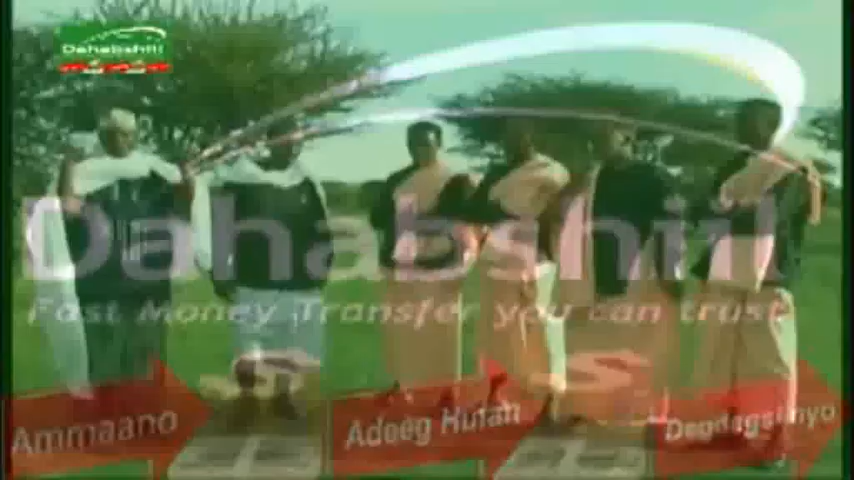 Dahabshiil
Dahabshiil
Fast Money Transfer you can trust
Ammaano
Adeeg Hufan
Degdegsiinyo